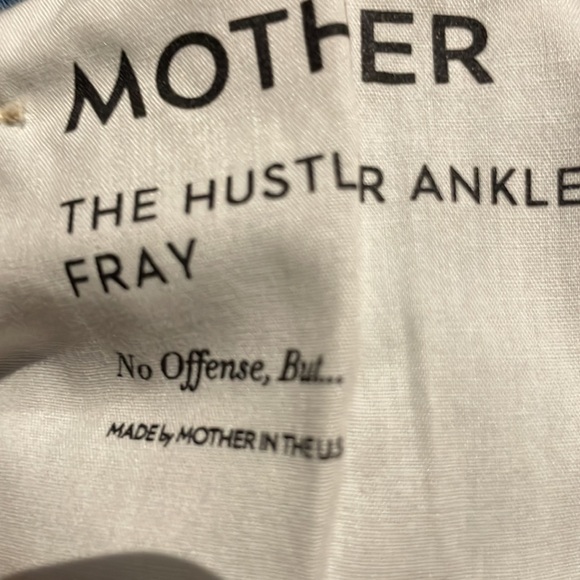 MOTHER
THE HUSTLR ANKLE
FRAY
No Offense, But...
MADE by MOTHER IN THE U.S